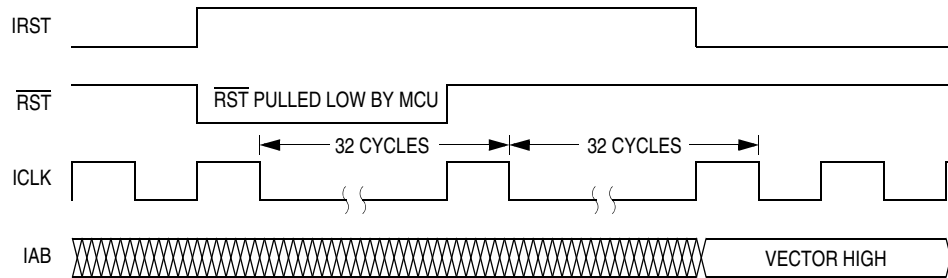 IRST
RST
RST PULLED LOW BY MCU
32 CYCLES
32 CYCLES
ICLK
IAB
VECTOR HIGH